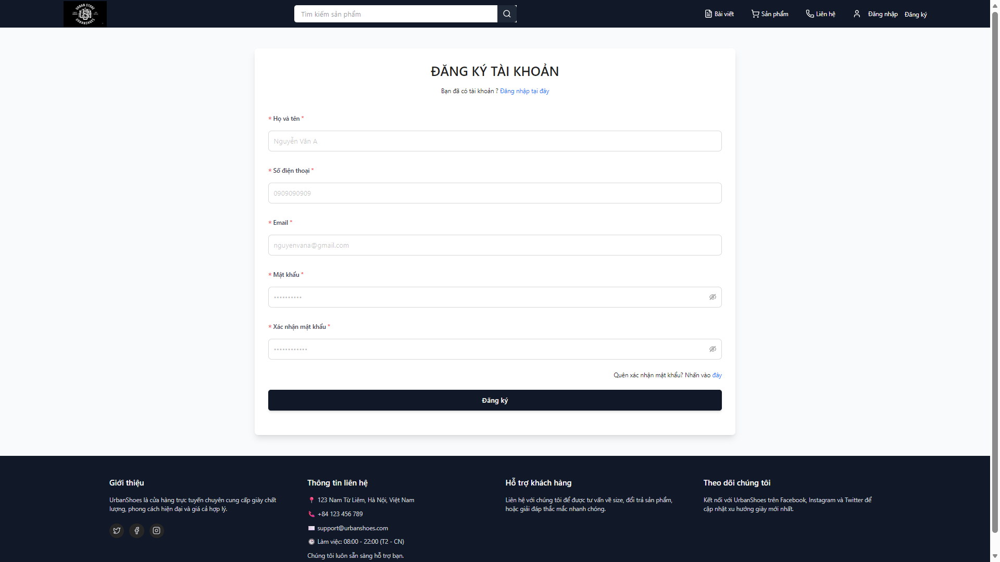 URBAN STORE
URBANSHOES
Tìm kiếm sản phẩm
Bài viết
Sản phẩm
Liên hệ
Đăng nhập
Đăng ký
ĐĂNG KÝ TÀI KHOẢN
Bạn đã có tài khoản ? Đăng nhập tại đây
* Họ và tên *
Nguyễn Văn A
* Số điện thoại *
0909090909
* Email *
nguyenvana@gmail.com
* Mật khẩu *
••••••••••
* Xác nhận mật khẩu *
••••••••••••
Quên xác nhận mật khẩu? Nhấn vào đây
Đăng ký
Giới thiệu
UrbanShoes là cửa hàng trực tuyến chuyên cung cấp giày chất
lượng, phong cách hiện đại và giá cả hợp lý.
Thông tin liên hệ
123 Nam Từ Liêm, Hà Nội, Việt Nam
+84 123 456 789
support@urbanshoes.com
Làm việc: 08:00 - 22:00 (T2 - CN)
Chúng tôi luôn sẵn sàng hỗ trợ bạn.
Hỗ trợ khách hàng
Liên hệ với chúng tôi để được tư vấn về size, đổi trả sản phẩm,
hoặc giải đáp thắc mắc nhanh chóng.
Theo dõi chúng tôi
Kết nối với UrbanShoes trên Facebook, Instagram và Twitter để
cập nhật xu hướng giày mới nhất.